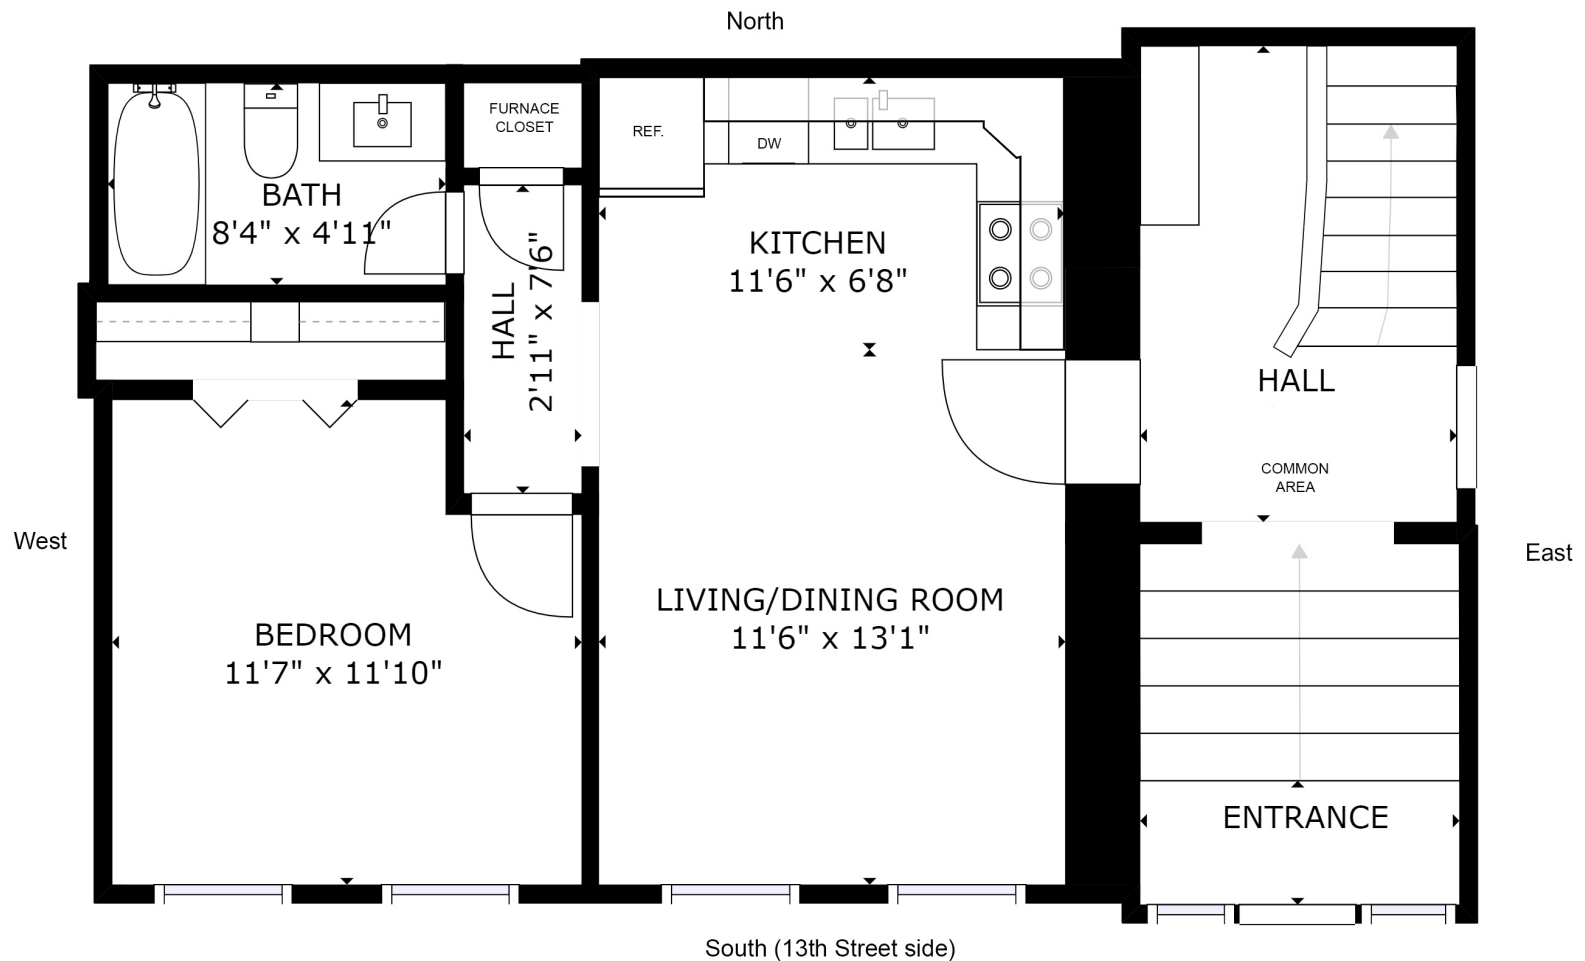 North
FURNACE
CLOSET
REF.
DW
BATH
8'4" x 4'11"
HALL
2'11" x 7'6"
KITCHEN
11'6" x 6'8"
HALL
COMMON
AREA
West
East
LIVING/DINING ROOM
11'6" x 13'1"
BEDROOM
11'7" x 11'10"
ENTRANCE
South (13th Street side)